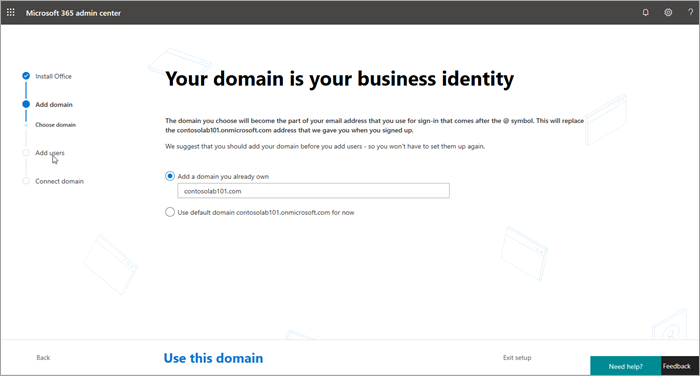 Microsoft 365 admin center
?
Install Office
Add domain
Choose domain
Add users
Connect domain
Your domain is your business identity
The domain you choose will become the part of your email address that you use for sign-in that comes after the @ symbol. This will replace
the contosolab101.onmicrosoft.com address that we gave you when you signed up.
We suggest that you should add your domain before you add users - so you won't have to set them up again.
Add a domain you already own
contosolab101.com
Use default domain contosolab101.onmicrosoft.com for now
Back
Use this domain
Exit setup
Need help?
Feedback